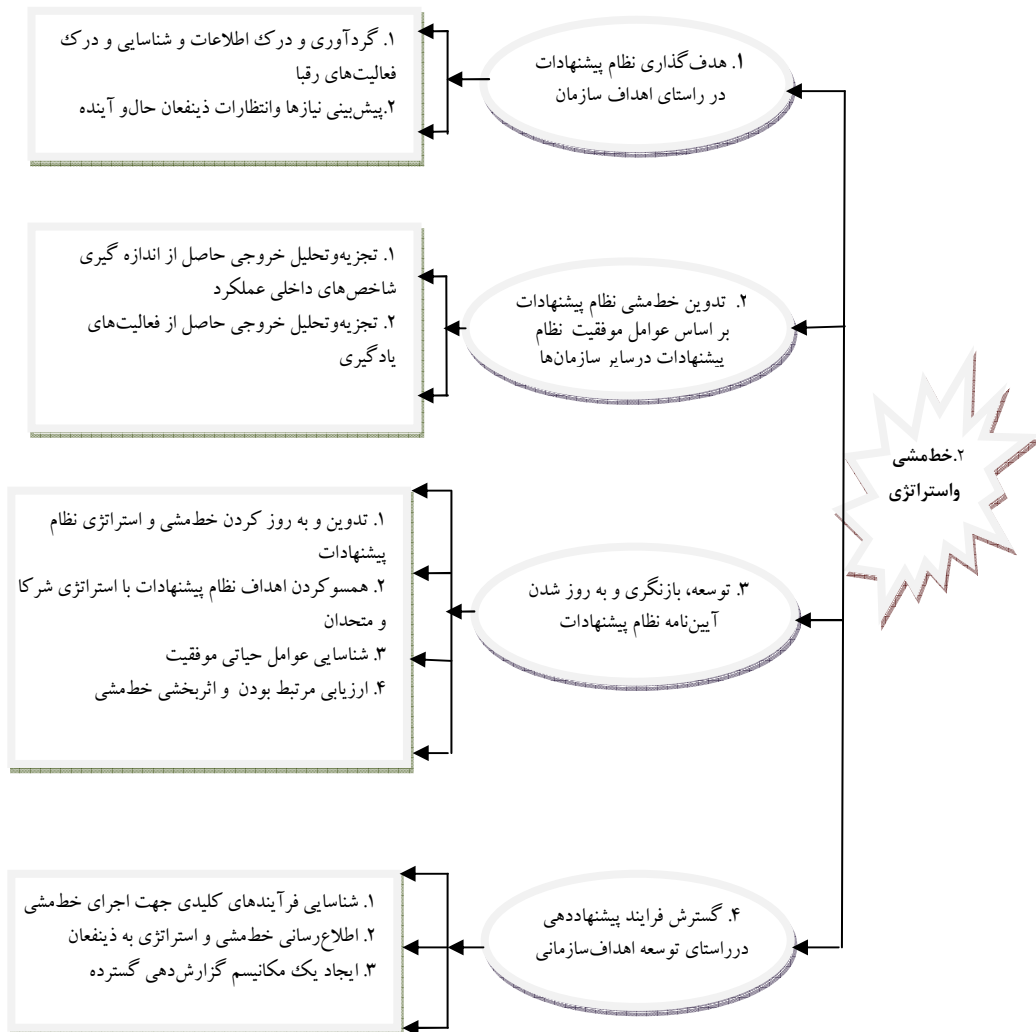 ۲.خطمشی
واستراتژی
۱. هدف‌گذاری نظام پیشنهادات
در راستای اهداف سازمان
۱. گردآوری و درک اطلاعات و شناسایی و درک
فعالیت‌های رقبا
۲.پیش‌بینی نیازها وانتظارات ذینفعان حال‌و آینده
۲. تدوین خط‌مشی نظام پیشنهادات
بر اساس عوامل موفقیت نظام
پیشنهادات درسایر سازمان‌ها
۱. تجزیه‌وتحلیل خروجی حاصل از اندازه گیری
شاخص‌های داخلی عملکرد
۲. تجزیه‌وتحلیل خروجی حاصل از فعالیت‌های
یادگیری
۳. توسعه، بازنگری و به روز شدن
آیین‌نامه نظام پیشنهادات
۱. تدوین و به روز کردن خط‌مشی و استراتژی نظام
پیشنهادات
۲. همسوکردن اهداف نظام پیشنهادات با استراتژی شرکا
و متحدان
۳. شناسایی عوامل حیاتی موفقیت
۴. ارزیابی مرتبط بودن و اثربخشی خط‌مشی
۴. گسترش فرایند پیشنهاددهی
درراستای توسعه اهداف‌سازمانی
۱. شناسایی فرآیندهای کلیدی جهت اجرای خط‌مشی
۲. اطلاع‌رسانی خط‌مشی و استراتژی به ذینفعان
۳. ایجاد یک مکانیسم گزارش‌دهی گسترده